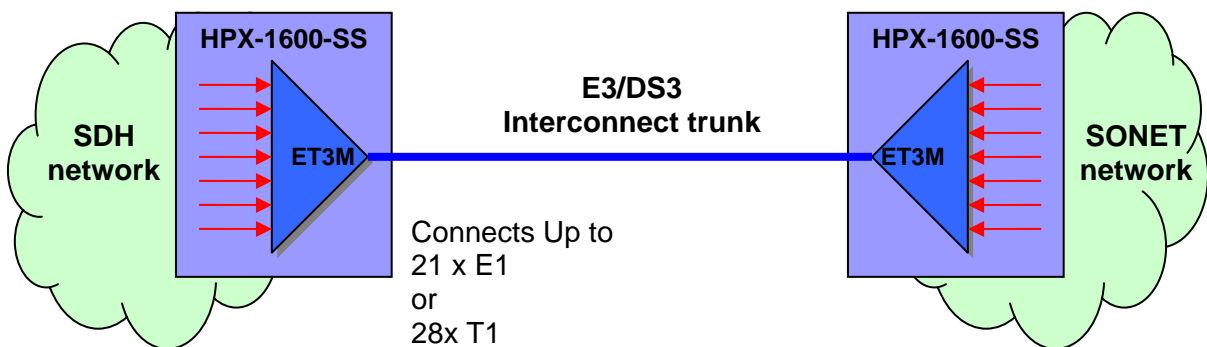 HPX-1600-SS
HPX-1600-SS
E3/DS3
Interconnect trunk
SDH
network
ET3M
ET3M
SONET
network
Connects Up to
21 x E1
or
28x T1